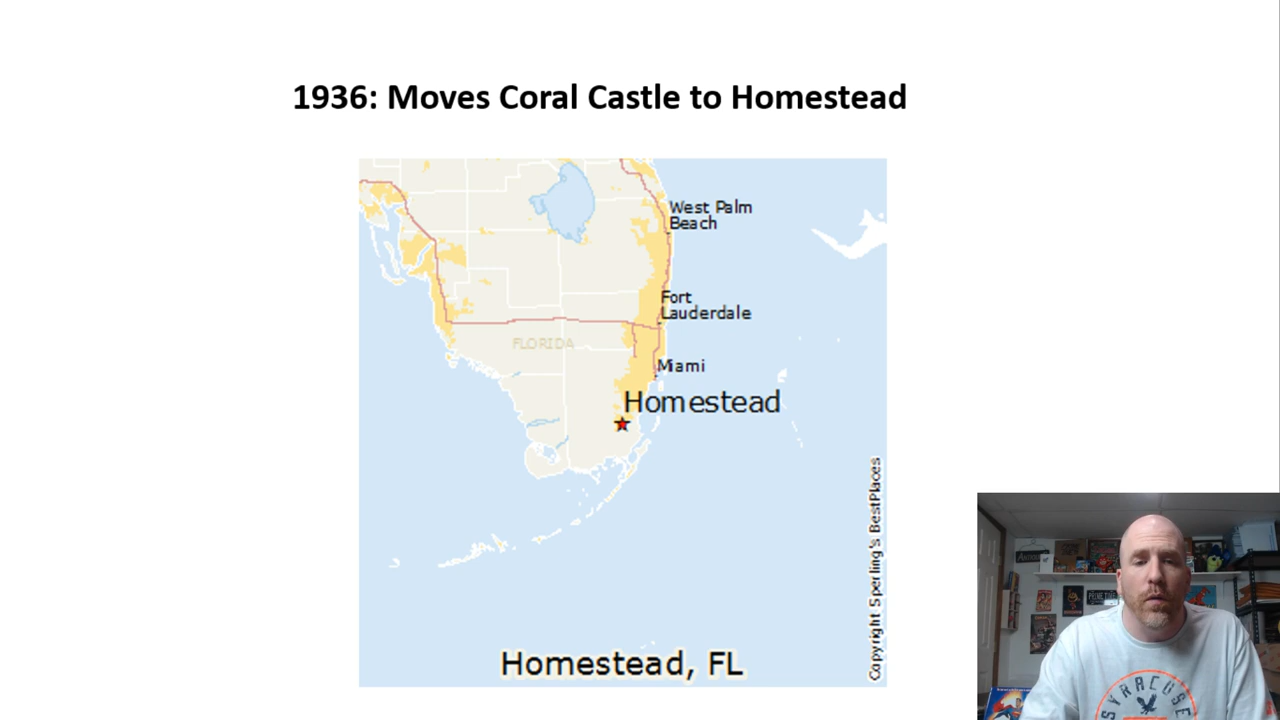 1936: Moves Coral Castle to Homestead
West Palm
Beach
Fort
Lauderdale
FLORIDA
Miami
Homestead
Copyright Sperling's BestPlaces
Homestead, FL
SYRACUSE